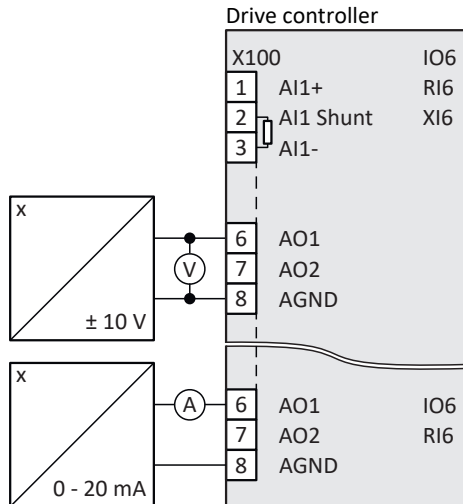 Drive controller
X100 IO6
1 AI1+ RI6
2 AI1 Shunt XI6
3 AI1-
x
6 AO1
V 7 AO2
± 10 V 8 AGND
x
A 6 AO1 IO6
7 AO2 RI6
0 - 20 mA 8 AGND